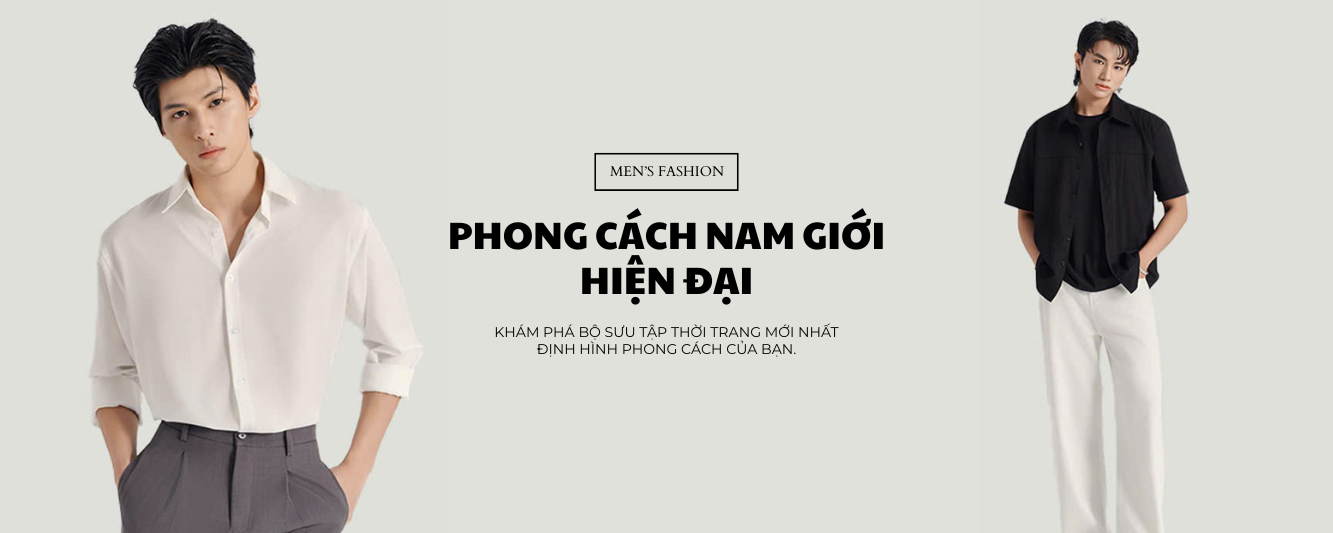 MEN'S FASHION
PHONG CÁCH NAM GIỚI
HIỆN ĐẠI
KHÁM PHÁ BỘ SƯU TẬP THỜI TRANG MỚI NHẤT
ĐỊNH HÌNH PHONG CÁCH CỦA BẠN.